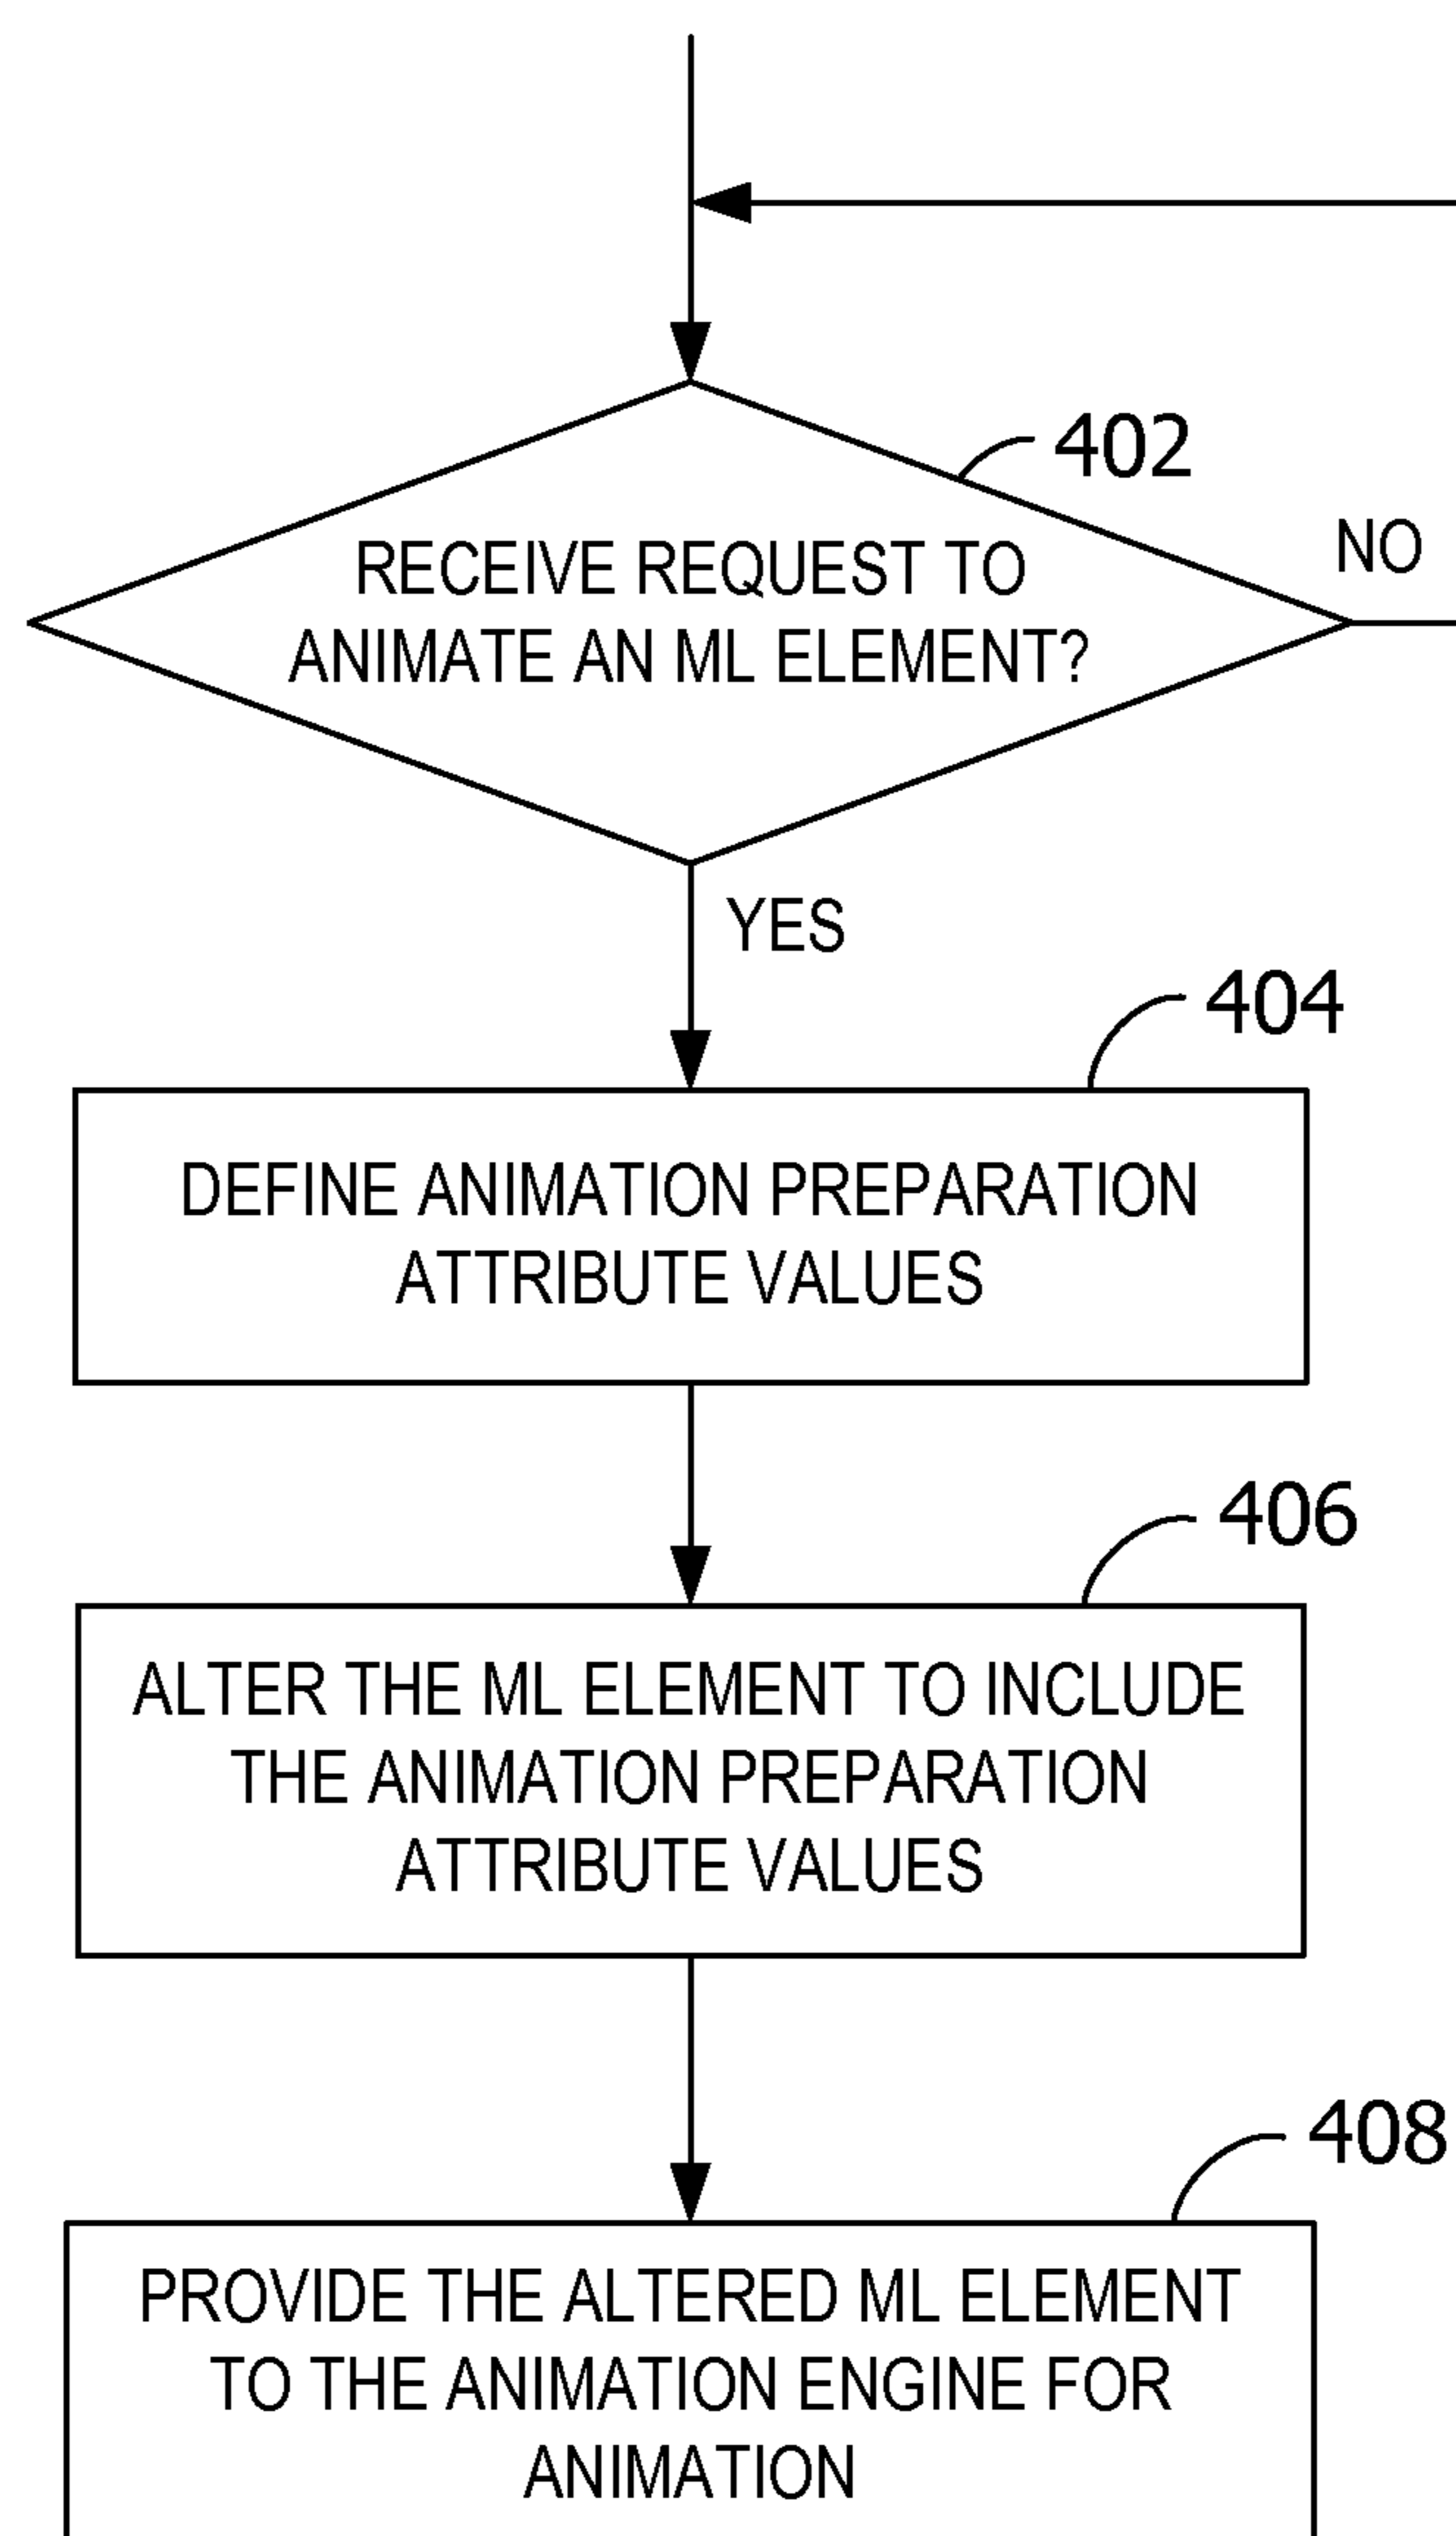 402
RECEIVE REQUEST TO
ANIMATE AN ML ELEMENT?
NO
YES
404
DEFINE ANIMATION PREPARATION
ATTRIBUTE VALUES
406
ALTER THE ML ELEMENT TO INCLUDE
THE ANIMATION PREPARATION
ATTRIBUTE VALUES
408
PROVIDE THE ALTERED ML ELEMENT
TO THE ANIMATION ENGINE FOR
ANIMATION